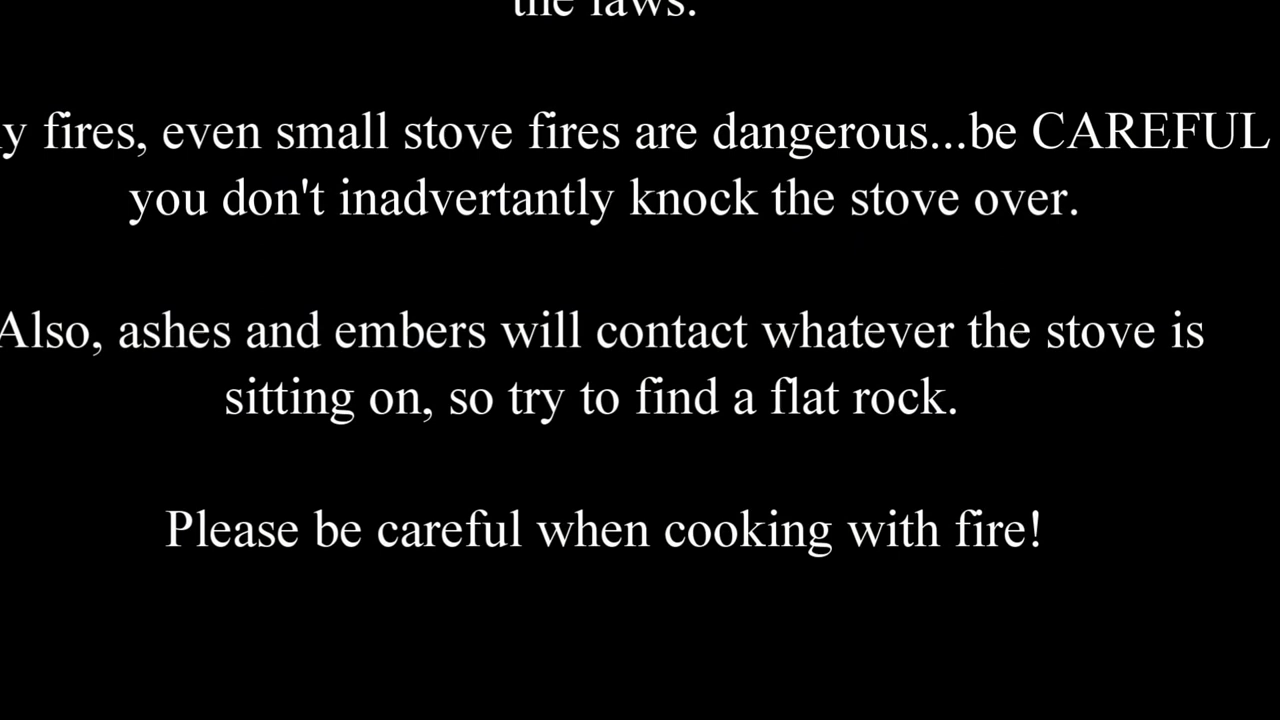 the laws.
fires, even small stove fires are dangerous...be CAREFUL
you don't inadvertantly knock the stove over.
Also, ashes and embers will contact whatever the stove is
sitting on, so try to find a flat rock.
Please be careful when cooking with fire!